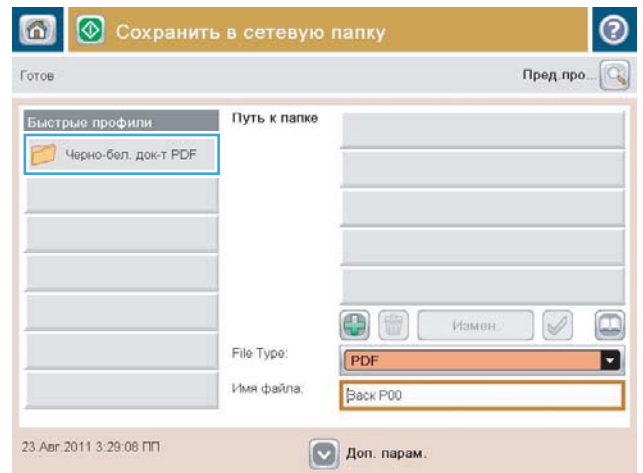 Сохранить в сетевую папку
Готов
Пред.про...
Быстрые профили
Черно-бел. док-т PDF
Путь к папке
Измен.
File Type:
PDF
Имя файла:
Васк P00
23 Авг.2011 3:29:08 ПП
Доп. парам.